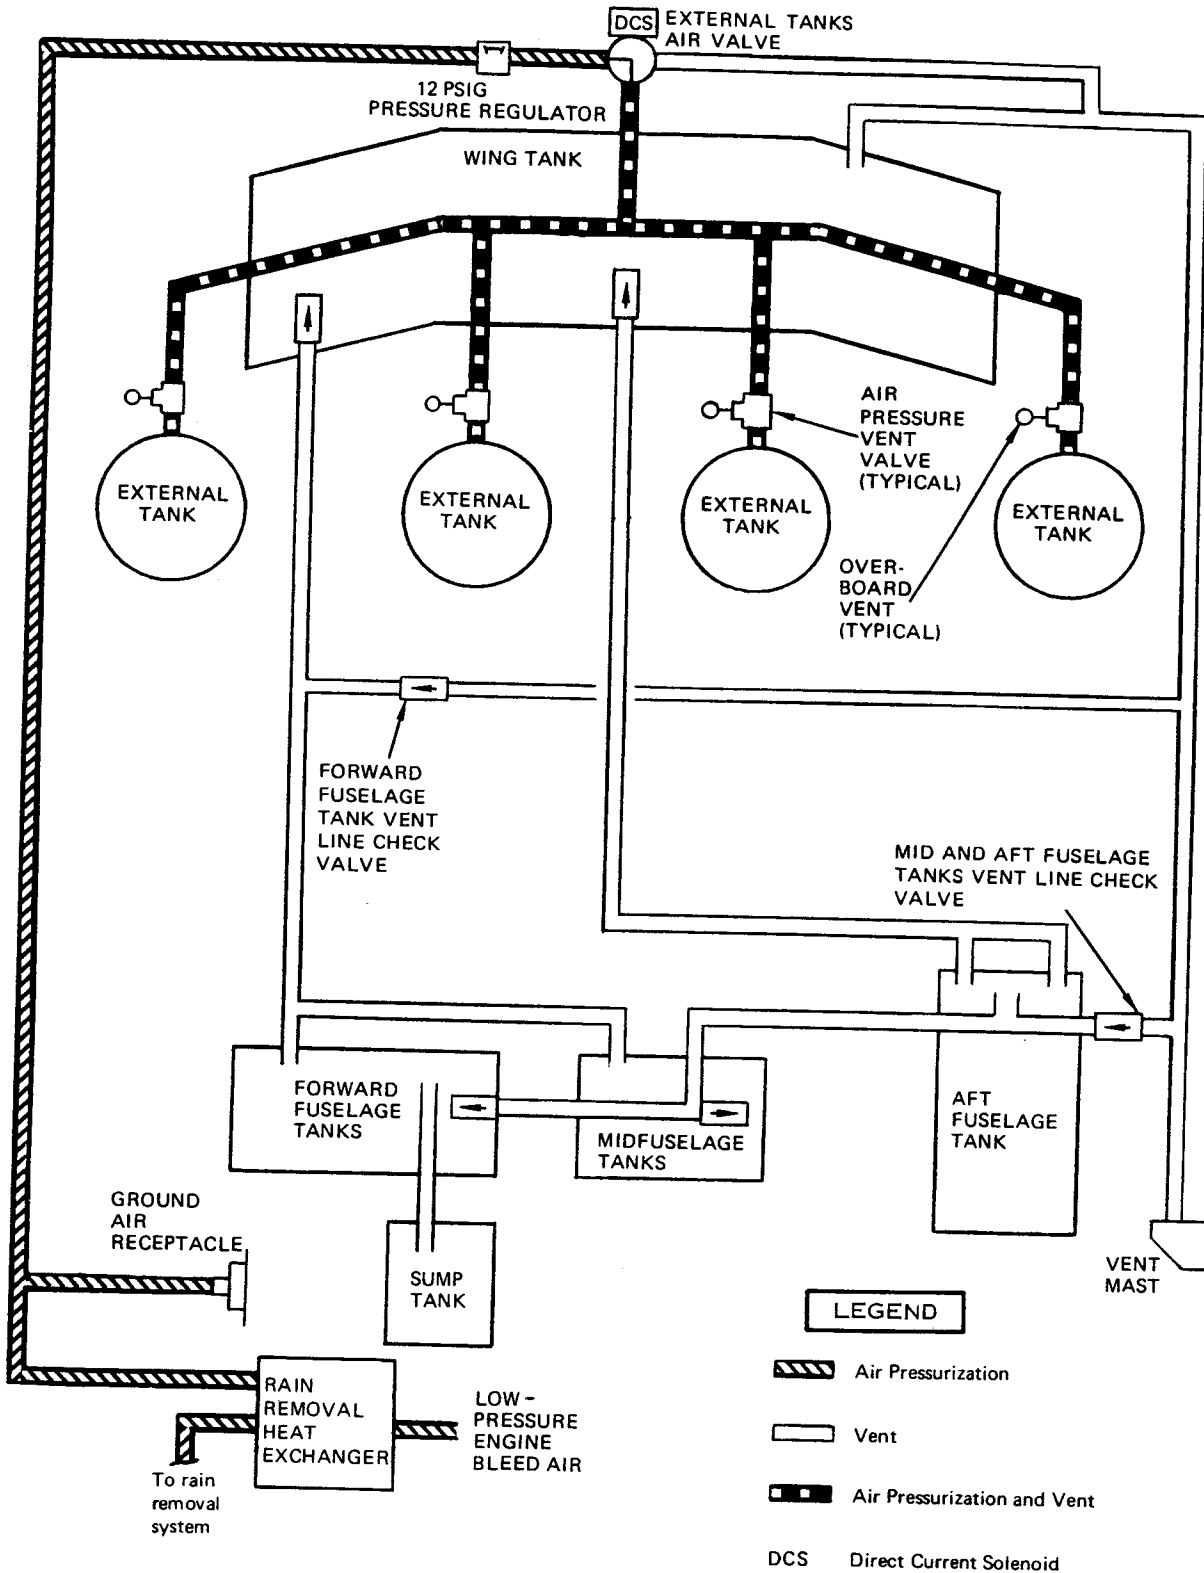 DCS
EXTERNAL TANKS
AIR VALVE
12 PSIG
PRESSURE REGULATOR
WING TANK
AIR
PRESSURE
VENT
VALVE
(TYPICAL)
EXTERNAL
TANK
EXTERNAL
TANK
EXTERNAL
TANK
EXTERNAL
TANK
OVER-
BOARD
VENT
(TYPICAL)
FORWARD
FUSELAGE
TANK VENT
LINE CHECK
VALVE
MID AND AFT FUSELAGE
TANKS VENT LINE CHECK
VALVE
FORWARD
FUSELAGE
TANKS
MIDFUSELAGE
TANKS
AFT
FUSELAGE
TANK
GROUND
AIR
RECEPTACLE
SUMP
TANK
VENT
MAST
RAIN
REMOVAL
HEAT
EXCHANGER
LOW-
PRESSURE
ENGINE
BLEED AIR
To rain
removal
system
LEGEND
Air Pressurization
Vent
Air Pressurization and Vent
DCS Direct Current Solenoid